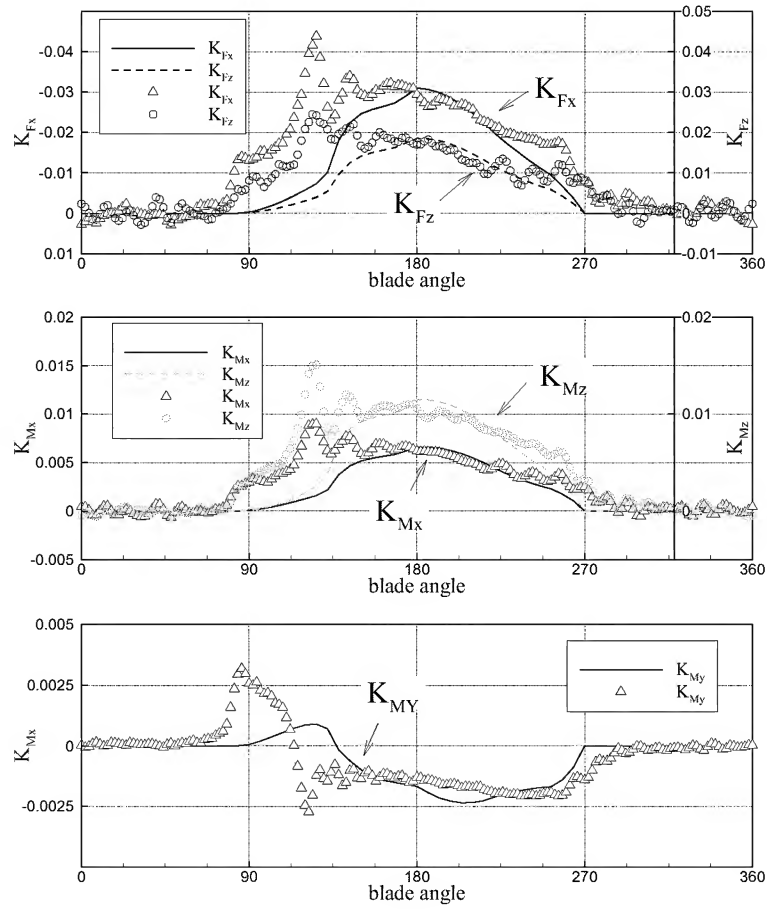 -0.04
-0.03
-0.02
-0.01
0
0.01
K_Fx
0.05
0.04
0.03
0.02
0.01
0
-0.01
K_Fz
K_Fx
K_Fz
K_Fx
K_Fz
K_Fx
K_Fz
0 90 180 270 360
blade angle
0.02
0.015
0.01
0.005
0
-0.005
K_Mx
0.02
0.01
0
K_Mz
K_Mx
K_Mz
K_Mx
K_Mz
K_Mz
K_Mx
0 90 180 270 360
blade angle
0.005
0.0025
0
-0.0025
K_Mx
K_My
K_My
K_MY
0 90 180 270 360
blade angle